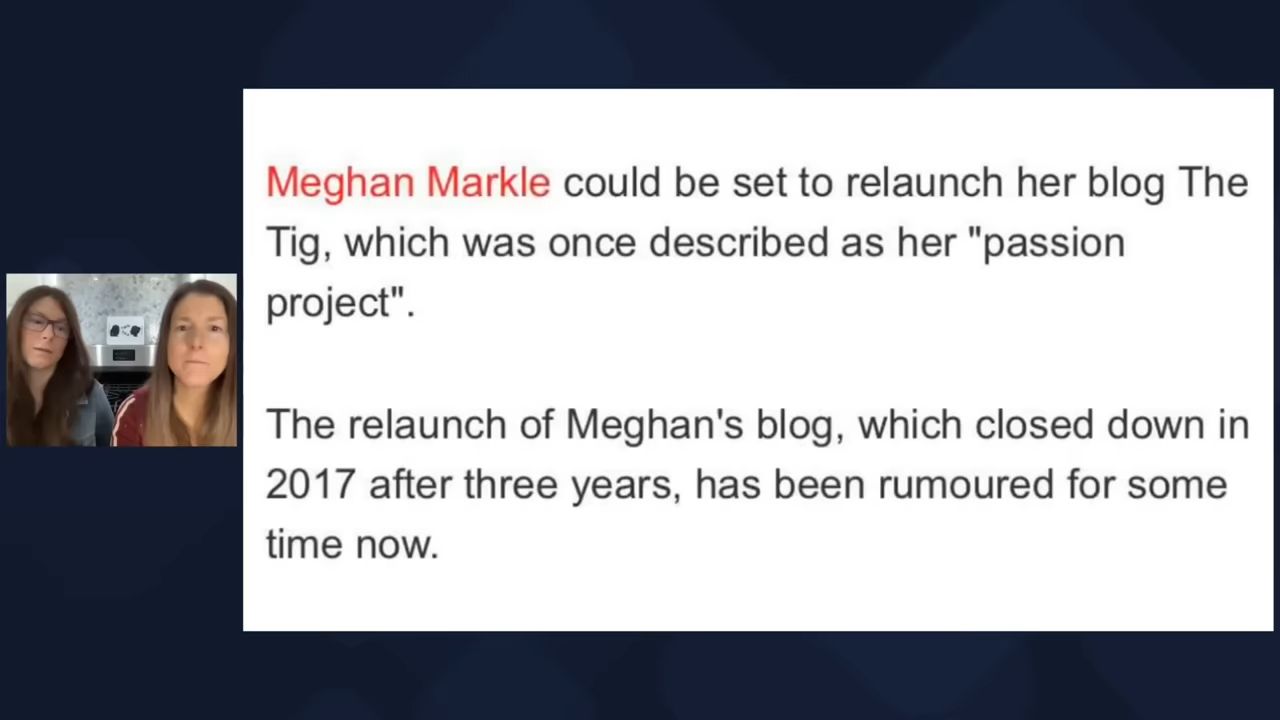 Meghan Markle could be set to relaunch her blog The
Tig, which was once described as her "passion
project".
The relaunch of Meghan's blog, which closed down in
2017 after three years, has been rumoured for some
time now.